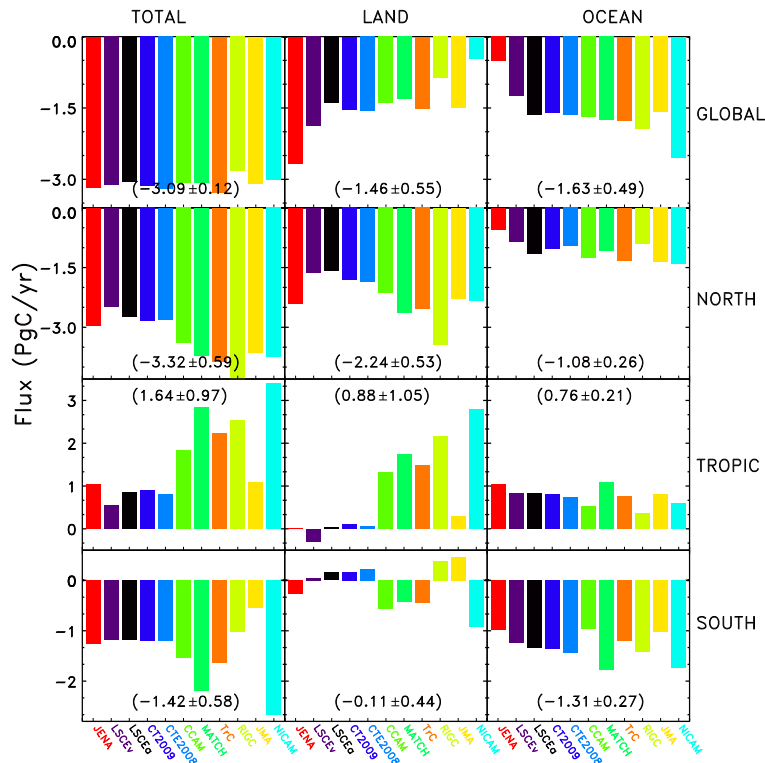 TOTAL LAND OCEAN
0.0
-1.5
-3.0
(-3.09±0.12) (-1.46±0.55) (-1.63±0.49)
GLOBAL
0.0
-1.5
-3.0
(-3.32±0.59) (-2.24±0.53) (-1.08±0.26)
NORTH
Flux (PgC/yr)
(1.64±0.97) (0.88±1.05) (0.76±0.21)
3
2
1
0
TROPIC
0
-1
-2
(-1.42±0.58) (-0.11±0.44) (-1.31±0.27)
SOUTH
JENA LSCEv LSCEa CT2009 CTE2008 CCAM MATCH TrC RIGC JMA NICAM
JENA LSCEv LSCEa CT2009 CTE2008 CCAM MATCH TrC RIGC JMA NICAM
JENA LSCEv LSCEa CT2009 CTE2008 CCAM MATCH TrC RIGC JMA NICAM